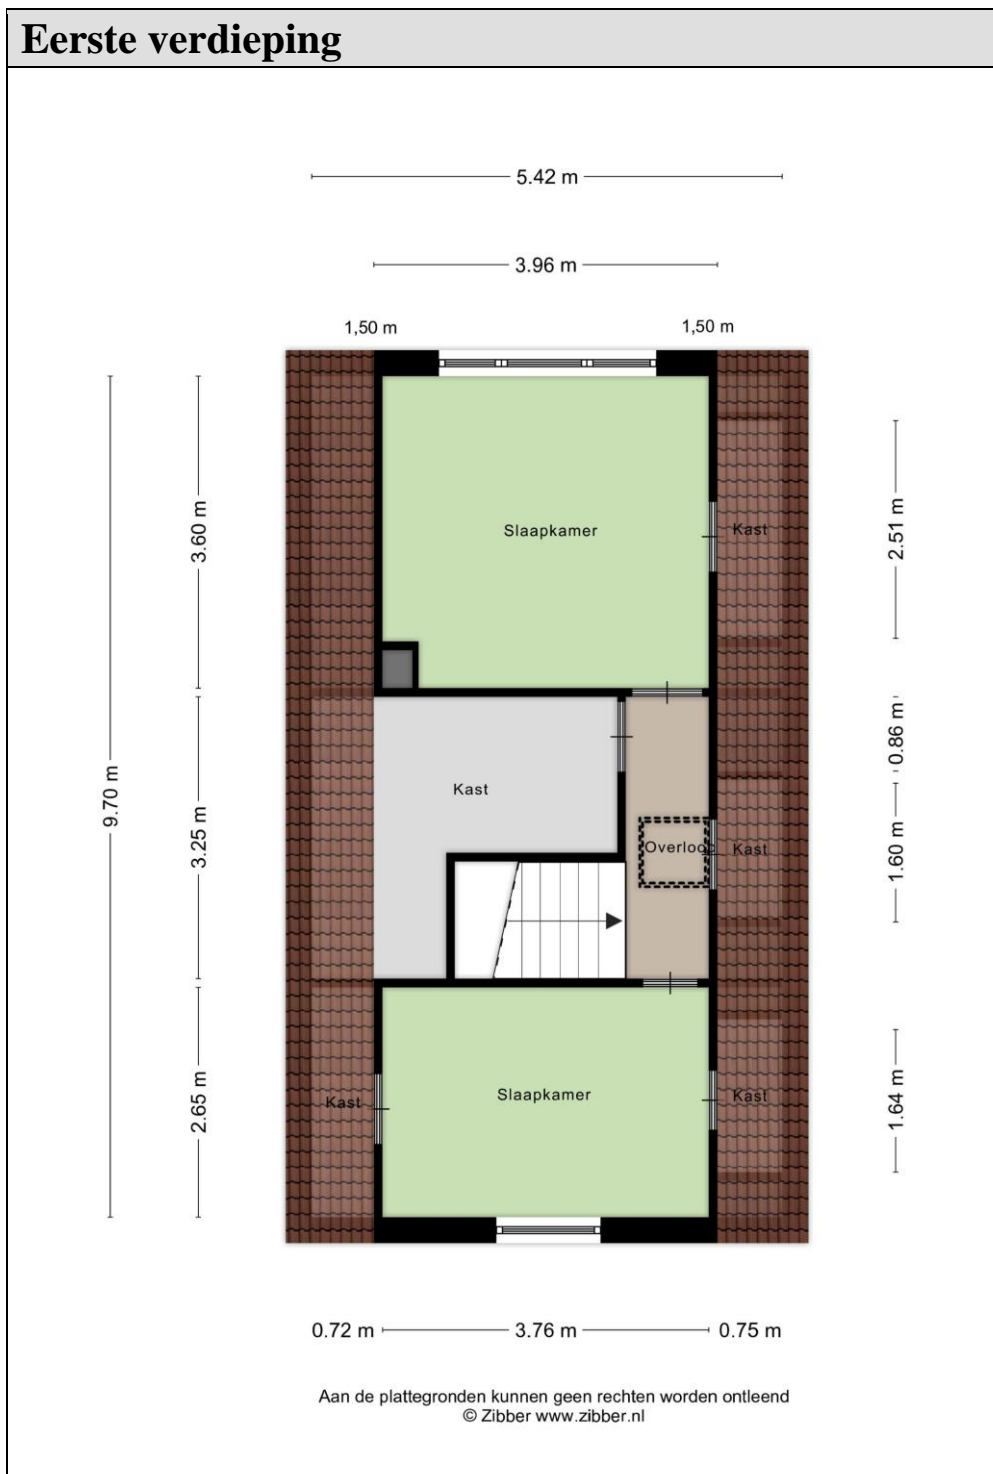 Eerste verdieping
5.42 m
3.96 m
1,50 m
1,50 m
3.60 m
2.51 m
Slaapkamer
Kast
9.70 m
3.25 m
0.86 m
Kast
1.60 m
Overloop
Kast
2.65 m
1.64 m
Kast
Slaapkamer
Kast
0.72 m
3.76 m
0.75 m
Aan de plattegronden kunnen geen rechten worden ontleend
© Zibber www.zibber.nl